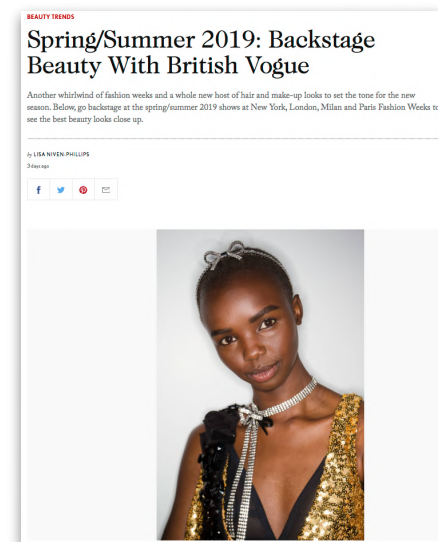 BEAUTY TRENDS
Spring/Summer 2019: Backstage
Beauty With British Vogue
Another whirlwind of fashion weeks and a whole new host of hair and make-up looks to set the tone for the new
season. Below, go backstage at the spring/summer 2019 shows at New York, London, Milan and Paris Fashion Weeks to
see the best beauty looks close up.
by LISA NIVEN-PHILLIPS
3 days ago